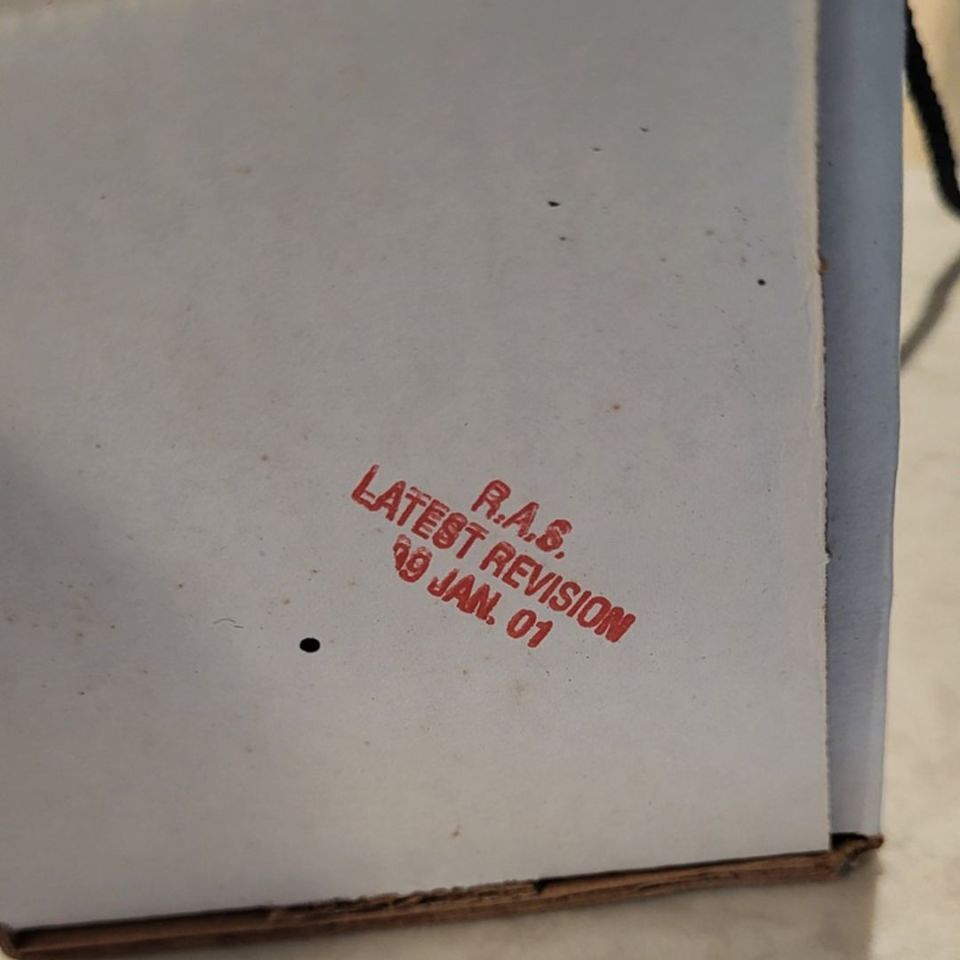 R.A.S.
LATEST REVISION
JAN. 01